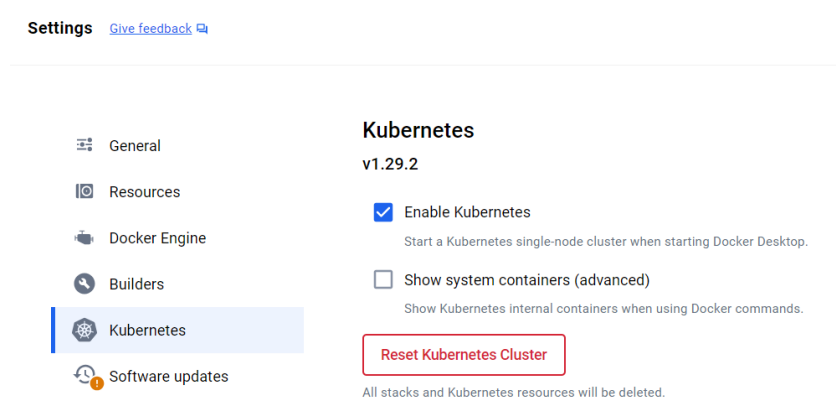 Settings Give feedback
General
Resources
Docker Engine
Builders
Kubernetes
Software updates
Kubernetes
v1.29.2
Enable Kubernetes
Start a Kubernetes single-node cluster when starting Docker Desktop.
Show system containers (advanced)
Show Kubernetes internal containers when using Docker commands.
Reset Kubernetes Cluster
All stacks and Kubernetes resources will be deleted.